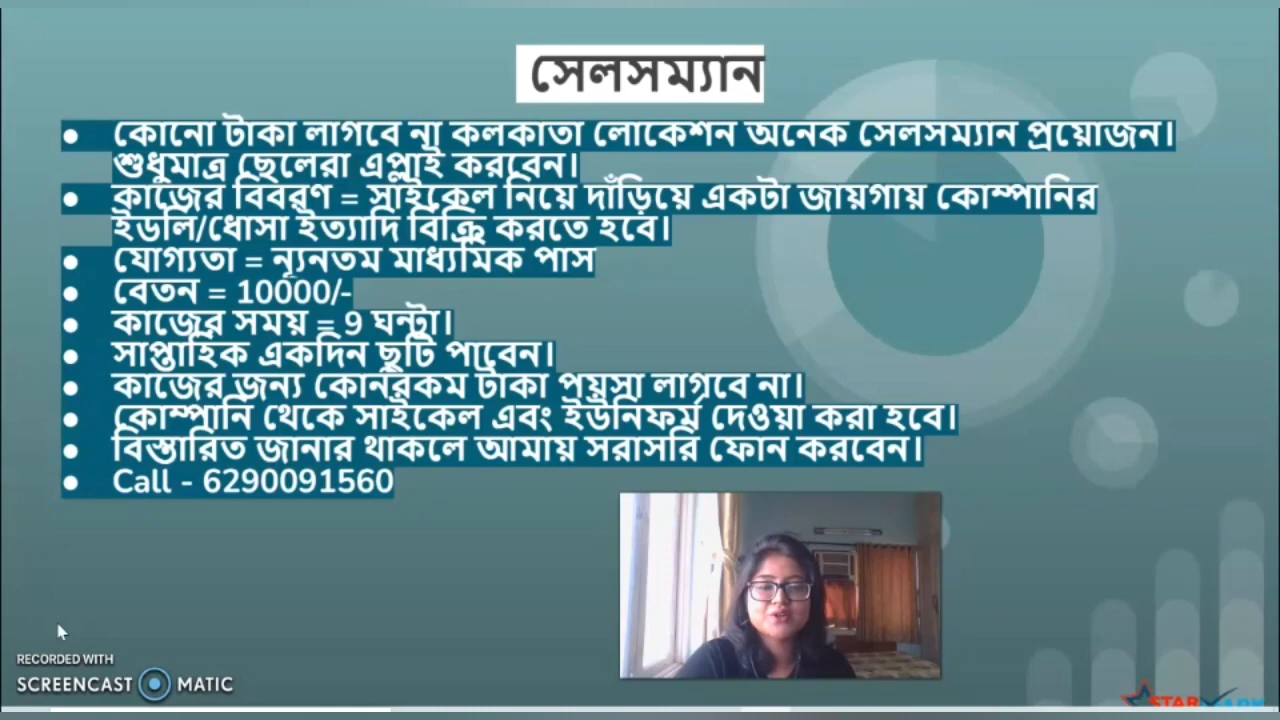 সেলসম্যান
কোনো টাকা লাগবে না কলকাতা লোকেশন অনেক সেলসম্যান প্রয়োজন।
শুধুমাত্র ছেলেরা এপ্লাই করবেন।
কাজের বিবরণ = সাইকেল নিয়ে দাঁড়িয়ে একটা জায়গায় কোম্পানির
ইডলি/ধোসা ইত্যাদি বিক্রি করতে হবে।
যোগ্যতা = ন্যূনতম মাধ্যমিক পাস
বেতন = 10000/-
কাজের সময় = 9 ঘন্টা।
সাপ্তাহিক একদিন ছুটি পাবেন।
কাজের জন্য কোনরকম টাকা পয়সা লাগবে না।
কোম্পানি থেকে সাইকেল এবং ইউনিফর্ম দেওয়া করা হবে।
বিস্তারিত জানার থাকলে আমায় সরাসরি ফোন করবেন।
Call - 6290091560
RECORDED WITH
SCREENCAST MATIC
STAR